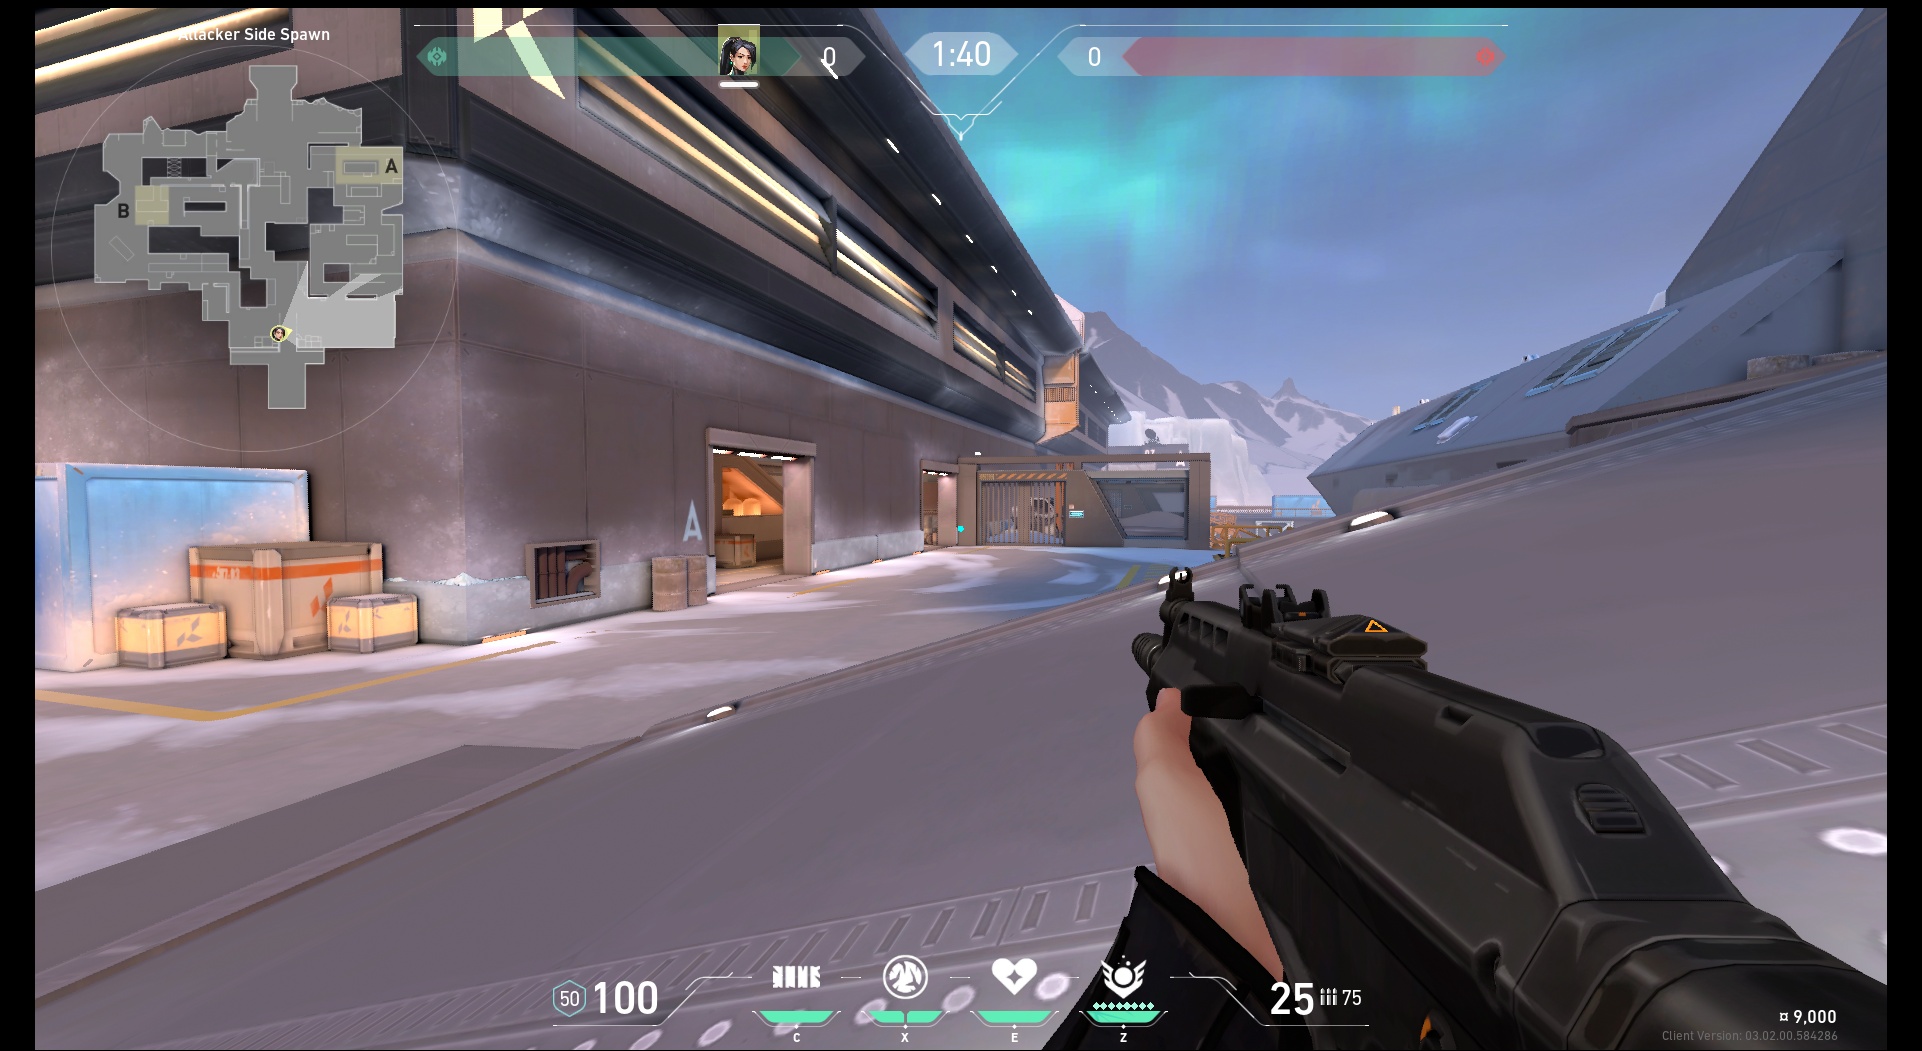 Attacker Side Spawn
0
1:40
0
A
B
A
50
100
25
75
C
X
E
Z
¤ 9,000
Client Version: 03.02.00.584286